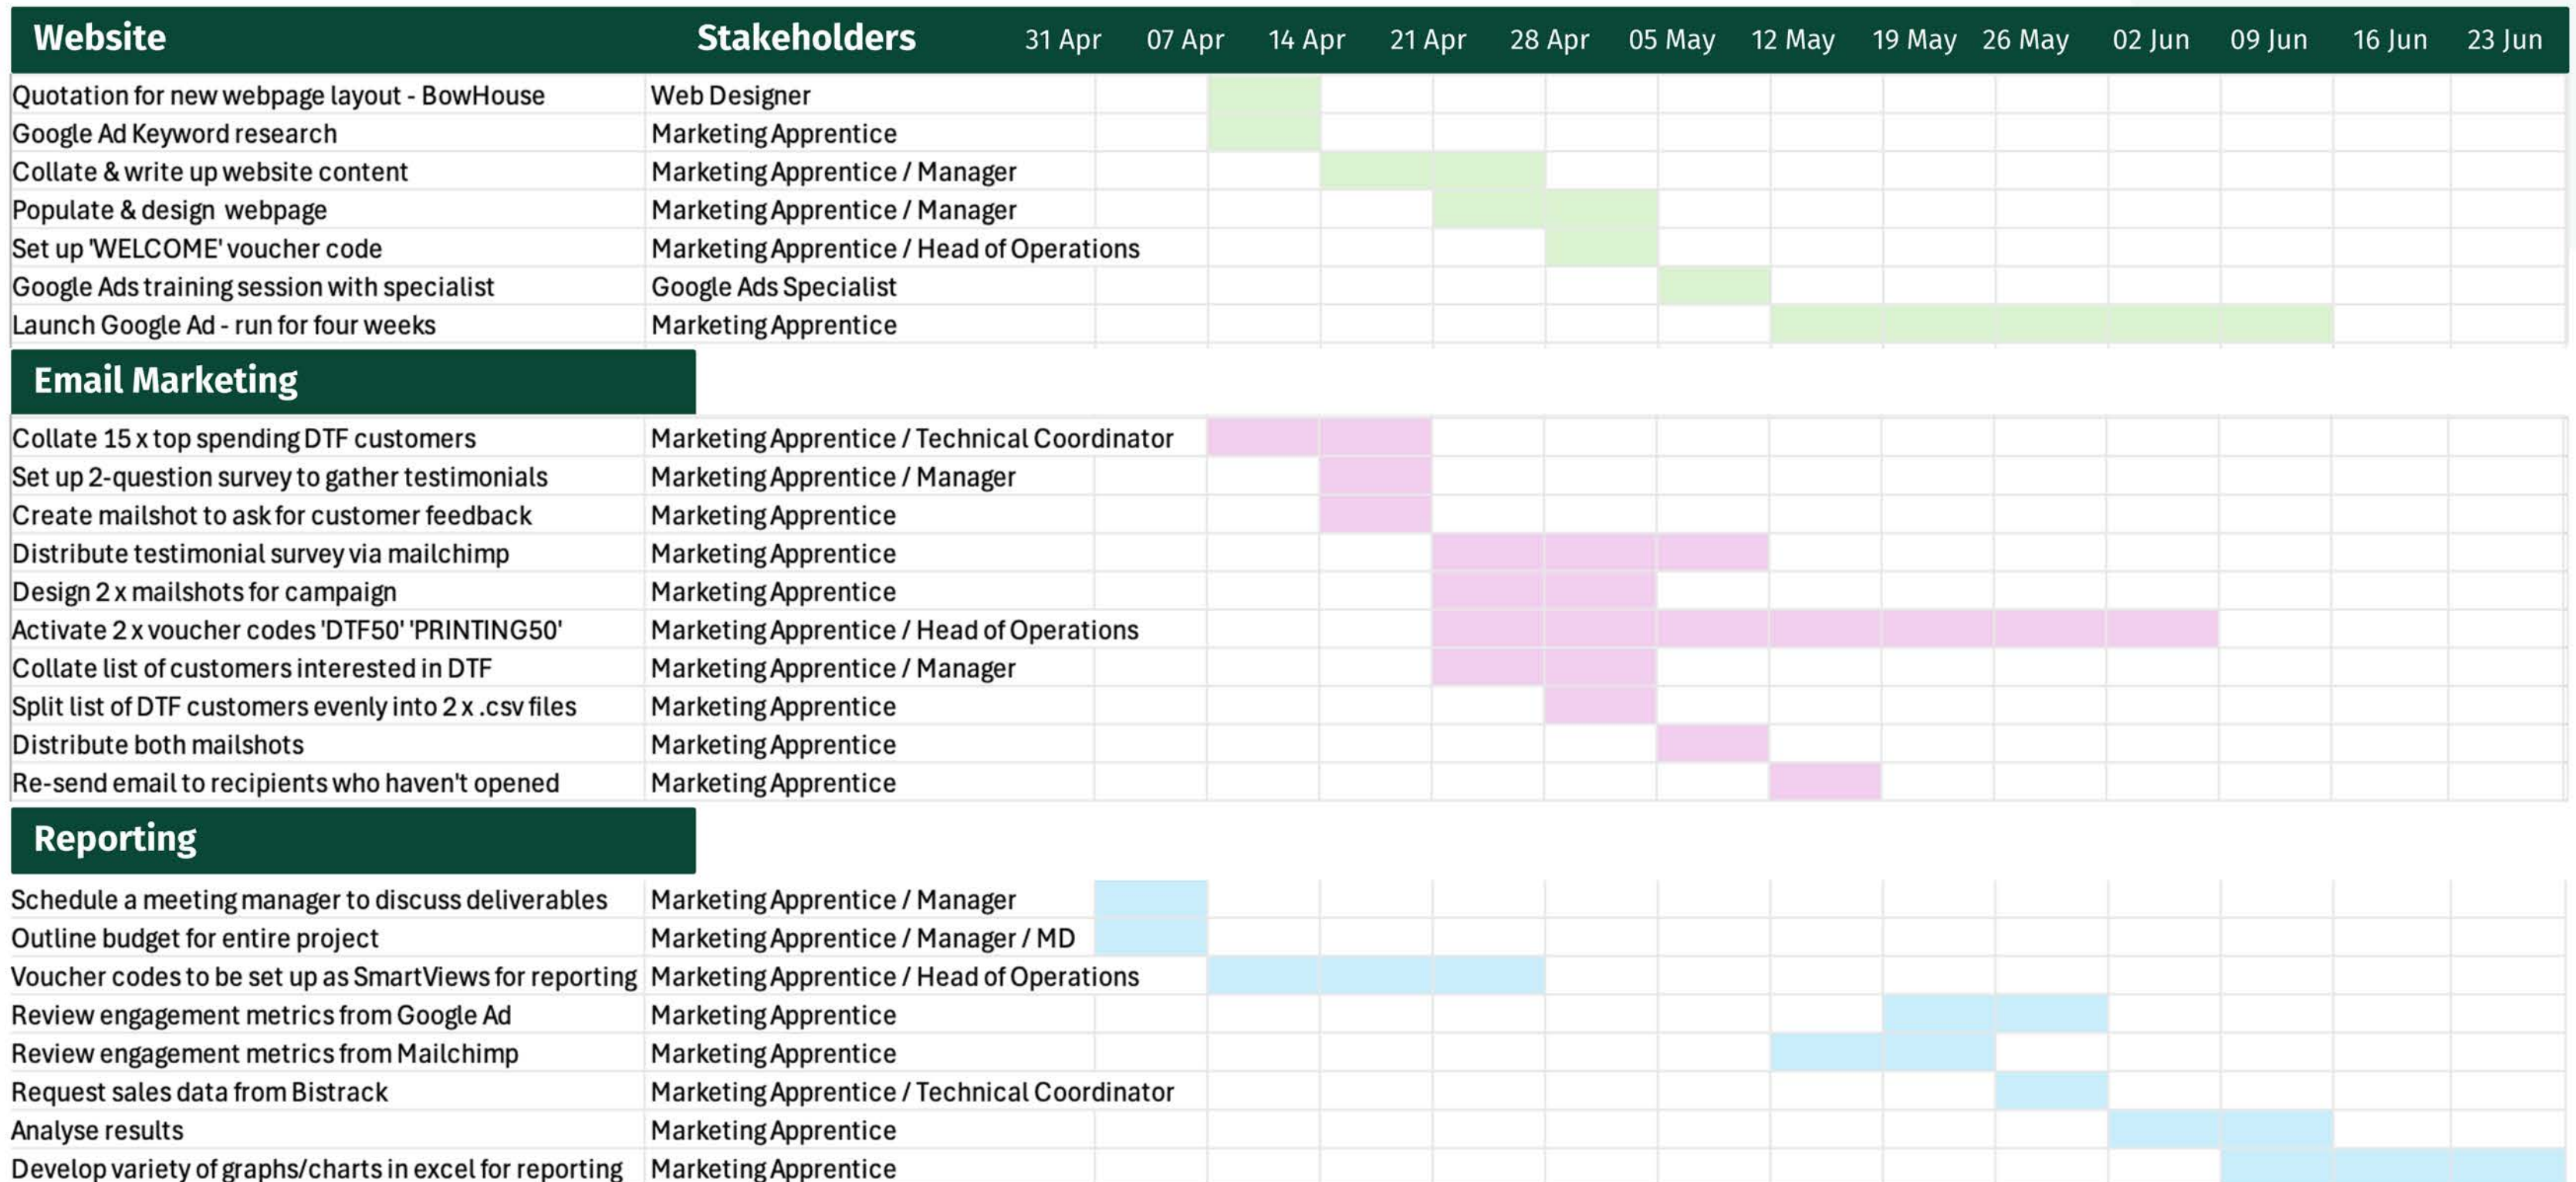 Website Stakeholders 31 Apr 07 Apr 14 Apr 21 Apr 28 Apr 05 May 12 May 19 May 26 May 02 Jun 09 Jun 16 Jun 23 Jun
Quotation for new webpage layout - BowHouse Web Designer
Google Ad Keyword research Marketing Apprentice
Collate & write up website content Marketing Apprentice / Manager
Populate & design webpage Marketing Apprentice / Manager
Set up 'WELCOME' voucher code Marketing Apprentice / Head of Operations
Google Ads training session with specialist Google Ads Specialist
Launch Google Ad - run for four weeks Marketing Apprentice
Email Marketing
Collate 15 x top spending DTF customers Marketing Apprentice / Technical Coordinator
Set up 2-question survey to gather testimonials Marketing Apprentice / Manager
Create mailshot to ask for customer feedback Marketing Apprentice
Distribute testimonial survey via mailchimp Marketing Apprentice
Design 2 x mailshots for campaign Marketing Apprentice
Activate 2 x voucher codes 'DTF50' 'PRINTING50' Marketing Apprentice / Head of Operations
Collate list of customers interested in DTF Marketing Apprentice / Manager
Split list of DTF customers evenly into 2 x .csv files Marketing Apprentice
Distribute both mailshots Marketing Apprentice
Re-send email to recipients who haven't opened Marketing Apprentice
Reporting
Schedule a meeting manager to discuss deliverables Marketing Apprentice / Manager
Outline budget for entire project Marketing Apprentice / Manager / MD
Voucher codes to be set up as SmartViews for reporting Marketing Apprentice / Head of Operations
Review engagement metrics from Google Ad Marketing Apprentice
Review engagement metrics from Mailchimp Marketing Apprentice
Request sales data from Bistrack Marketing Apprentice / Technical Coordinator
Analyse results Marketing Apprentice
Develop variety of graphs/charts in excel for reporting Marketing Apprentice